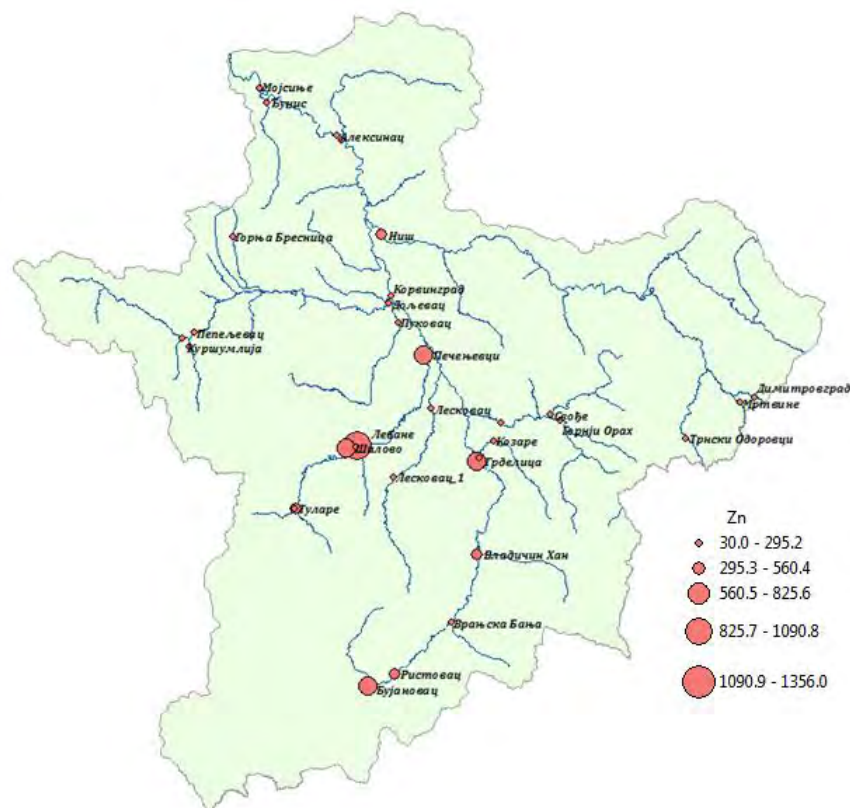 Мојсиње
Бунис
Алексинац
Ниш
Горња Бресница
Корвинград
Дољевац
Пуковац
Пепељевац
Куршумлија
Печењевци
Димитровград
Мртвине
Лесковац
Свође
Горњи Орах
Трнски Одоровци
Козаре
Лебане
Шилово
Грделица
Лесковац_1
Туларе
Zn
30.0 - 295.2
295.3 - 560.4
560.5 - 825.6
825.7 - 1090.8
1090.9 - 1356.0
Владичин Хан
Врањска Бања
Ристовац
Бујановац